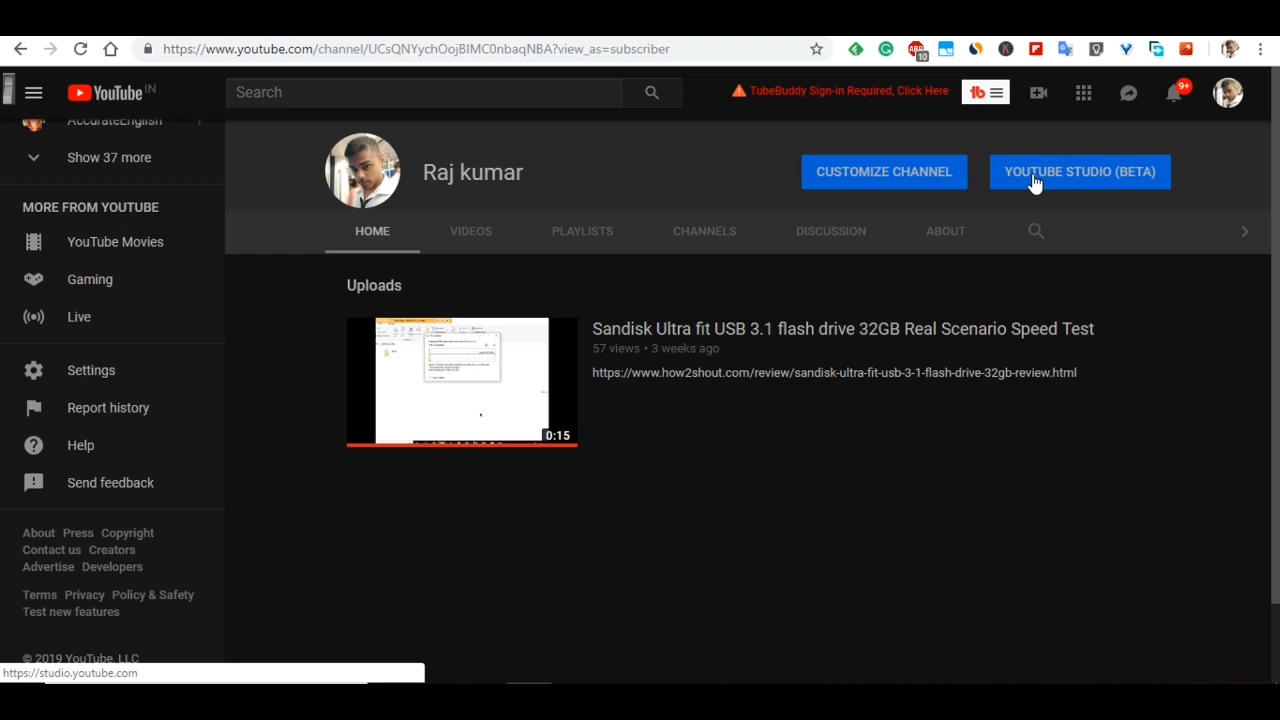 https://www.youtube.com/channel/UCsQNYychOojBlMC0nbaqNBA?view_as=subscriber
10
YouTube IN
Search
TubeBuddy Sign-in Required, Click Here
tb
9+
AccurateEnglish
Show 37 more
MORE FROM YOUTUBE
YouTube Movies
Gaming
Live
Settings
Report history
Help
Send feedback
About Press Copyright
Contact us Creators
Advertise Developers
Terms Privacy Policy & Safety
Test new features
© 2019 YouTube, LLC
https://studio.youtube.com
Raj kumar
CUSTOMIZE CHANNEL
YOUTUBE STUDIO (BETA)
HOME
VIDEOS
PLAYLISTS
CHANNELS
DISCUSSION
ABOUT
Uploads
0:15
Sandisk Ultra fit USB 3.1 flash drive 32GB Real Scenario Speed Test
57 views • 3 weeks ago
https://www.how2shout.com/review/sandisk-ultra-fit-usb-3-1-flash-drive-32gb-review.html